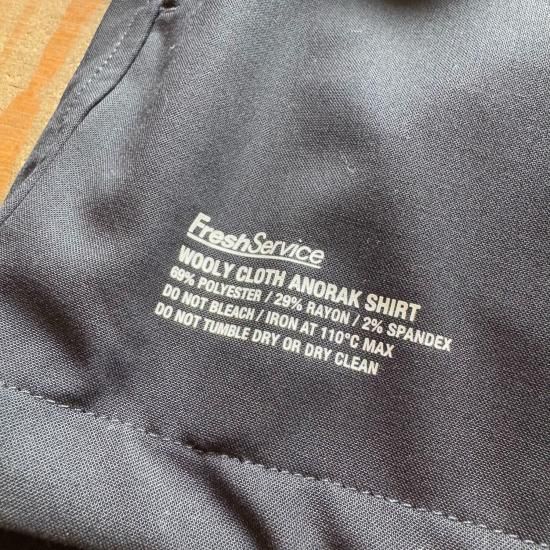 FreshService
WOOLY CLOTH ANORAK SHIRT
69% POLYESTER / 29% RAYON / 2% SPANDEX
DO NOT BLEACH / IRON AT 110°C MAX
DO NOT TUMBLE DRY OR DRY CLEAN